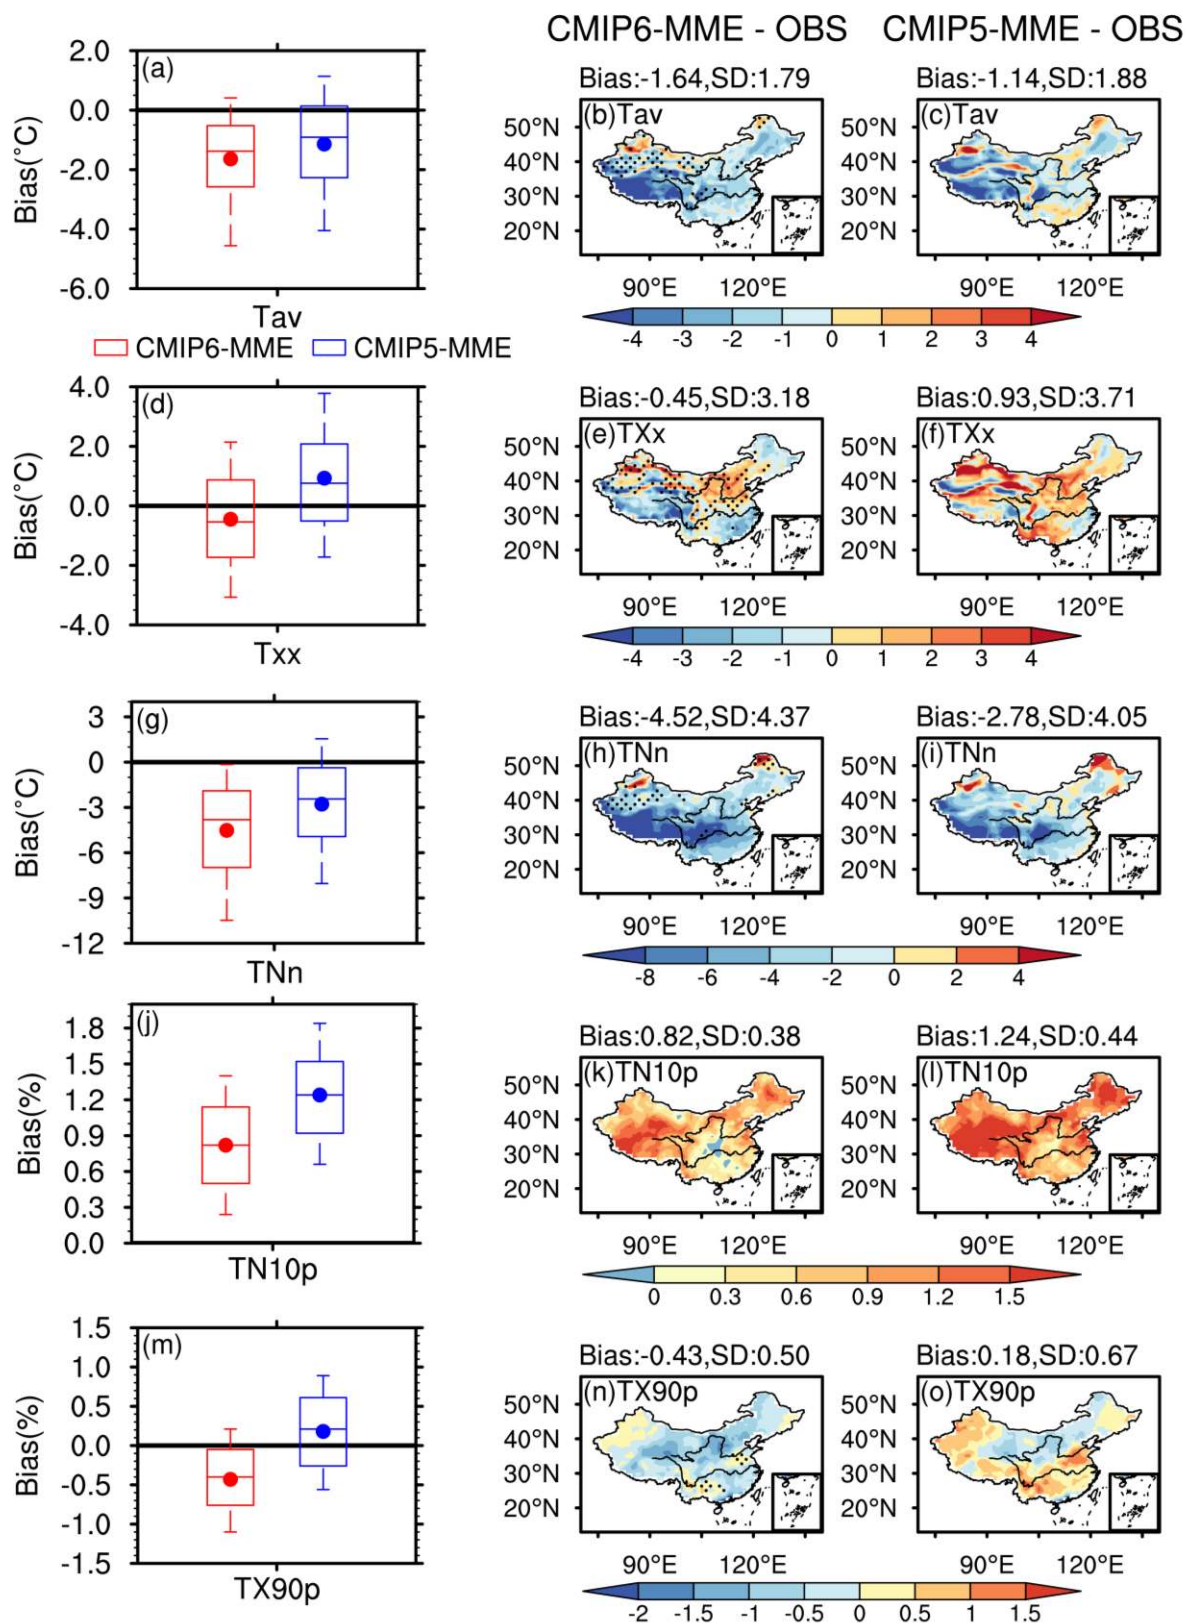 CMIP6-MME - OBS CMIP5-MME - OBS
2.0
0.0
-2.0
-4.0
-6.0
Bias(°C)
(a)
Tav
Bias:-1.64,SD:1.79
(b)Tav
50°N
40°N
30°N
20°N
90°E 120°E
Bias:-1.14,SD:1.88
(c)Tav
50°N
40°N
30°N
20°N
90°E 120°E
-4 -3 -2 -1 0 1 2 3 4
CMIP6-MME CMIP5-MME
4.0
2.0
0.0
-2.0
-4.0
Bias(°C)
(d)
Txx
Bias:-0.45,SD:3.18
(e)TXx
50°N
40°N
30°N
20°N
90°E 120°E
Bias:0.93,SD:3.71
(f)TXx
50°N
40°N
30°N
20°N
90°E 120°E
-4 -3 -2 -1 0 1 2 3 4
3
0
-3
-6
-9
-12
Bias(°C)
(g)
TNn
Bias:-4.52,SD:4.37
(h)TNn
50°N
40°N
30°N
20°N
90°E 120°E
Bias:-2.78,SD:4.05
(i)TNn
50°N
40°N
30°N
20°N
90°E 120°E
-8 -6 -4 -2 0 2 4
1.8
1.5
1.2
0.9
0.6
0.3
0.0
Bias(%)
(j)
TN10p
Bias:0.82,SD:0.38
(k)TN10p
50°N
40°N
30°N
20°N
90°E 120°E
Bias:1.24,SD:0.44
(l)TN10p
50°N
40°N
30°N
20°N
90°E 120°E
0 0.3 0.6 0.9 1.2 1.5
1.5
1.0
0.5
0.0
-0.5
-1.0
-1.5
Bias(%)
(m)
TX90p
Bias:-0.43,SD:0.50
(n)TX90p
50°N
40°N
30°N
20°N
90°E 120°E
Bias:0.18,SD:0.67
(o)TX90p
50°N
40°N
30°N
20°N
90°E 120°E
-2 -1.5 -1 -0.5 0 0.5 1 1.5